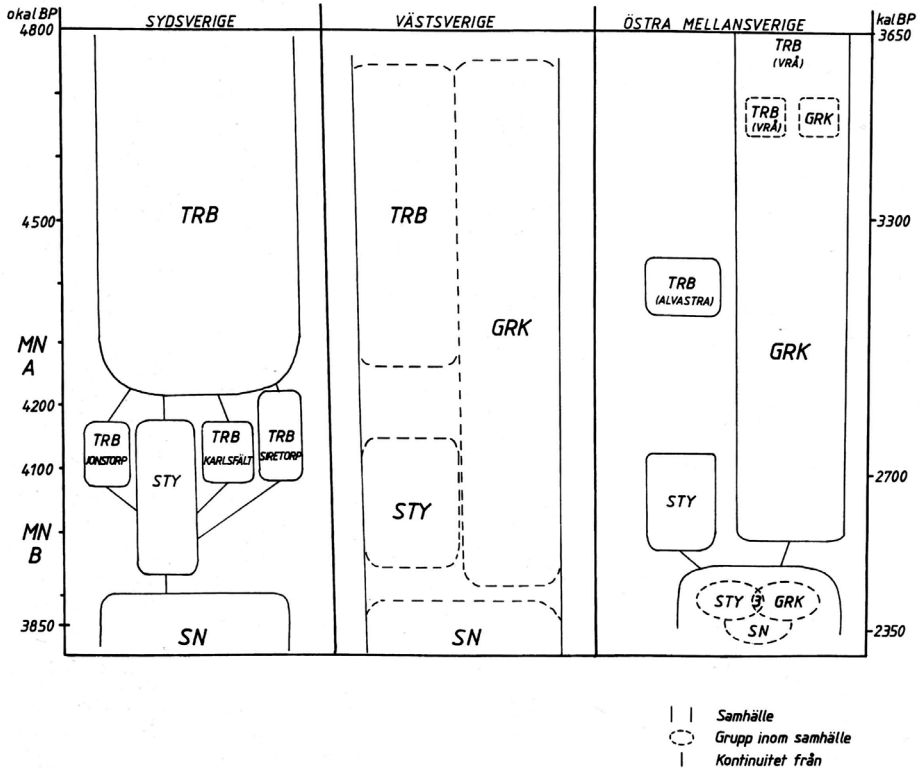 okal BP
SYDSVERIGE
VÄSTSVERIGE
ÖSTRA MELLANSVERIGE
kal BP
4800
3650
TRB
(VRÅ)
TRB
(VRÅ)
GRK
TRB
TRB
4500
3300
TRB
(ALVASTRA)
GRK
GRK
MN
A
4200
TRB
JONSTORP
STY
TRB
KARLSFÄLT
TRB
SIRETORP
4100
2700
STY
STY
MN
B
STY
3
GRK
SN
3850
2350
SN
SN
Samhälle
Grupp inom samhälle
Kontinuitet från